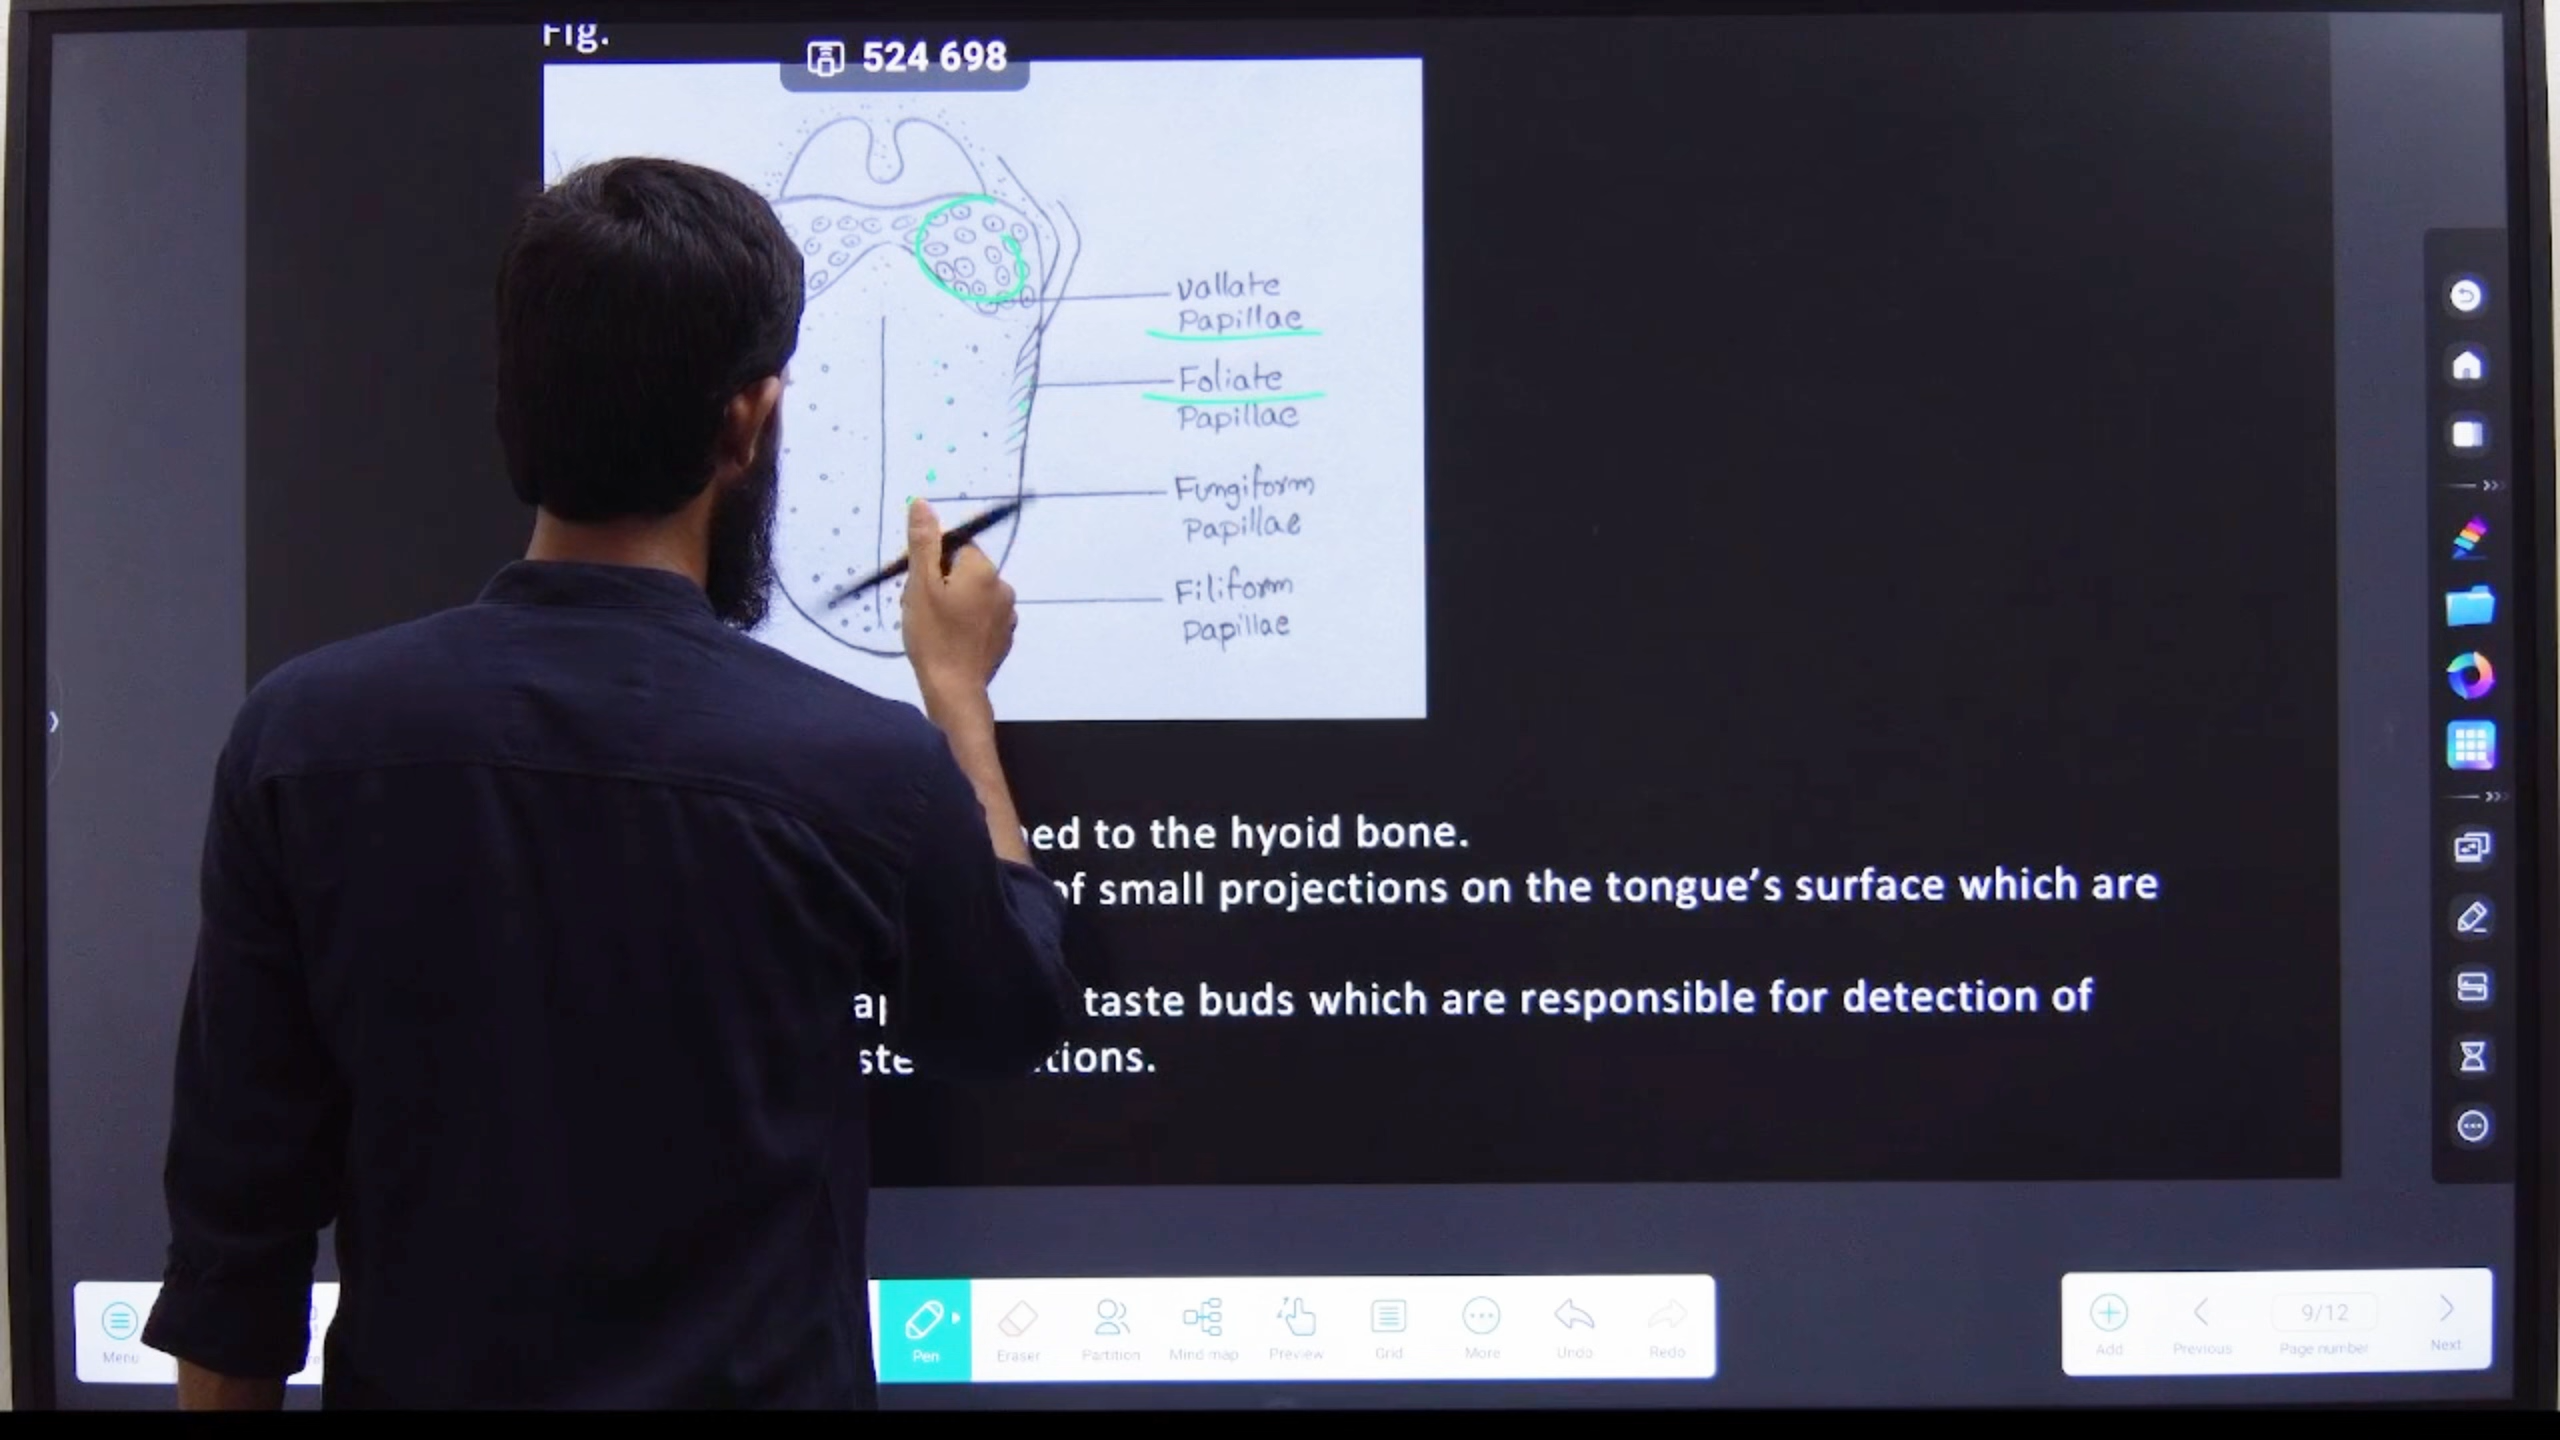 Fig.
524 698
Vallate
Papillae
Foliate
Papillae
Fungiform
Papillae
Filiform
Papillae
to the hyoid bone.
of small projections on the tongue’s surface which are
taste buds which are responsible for detection of
Menu
Pen
Eraser
Partition
Mind map
Preview
Grid
More
Undo
Redo
Add
Previous
9/12
Page number
Next